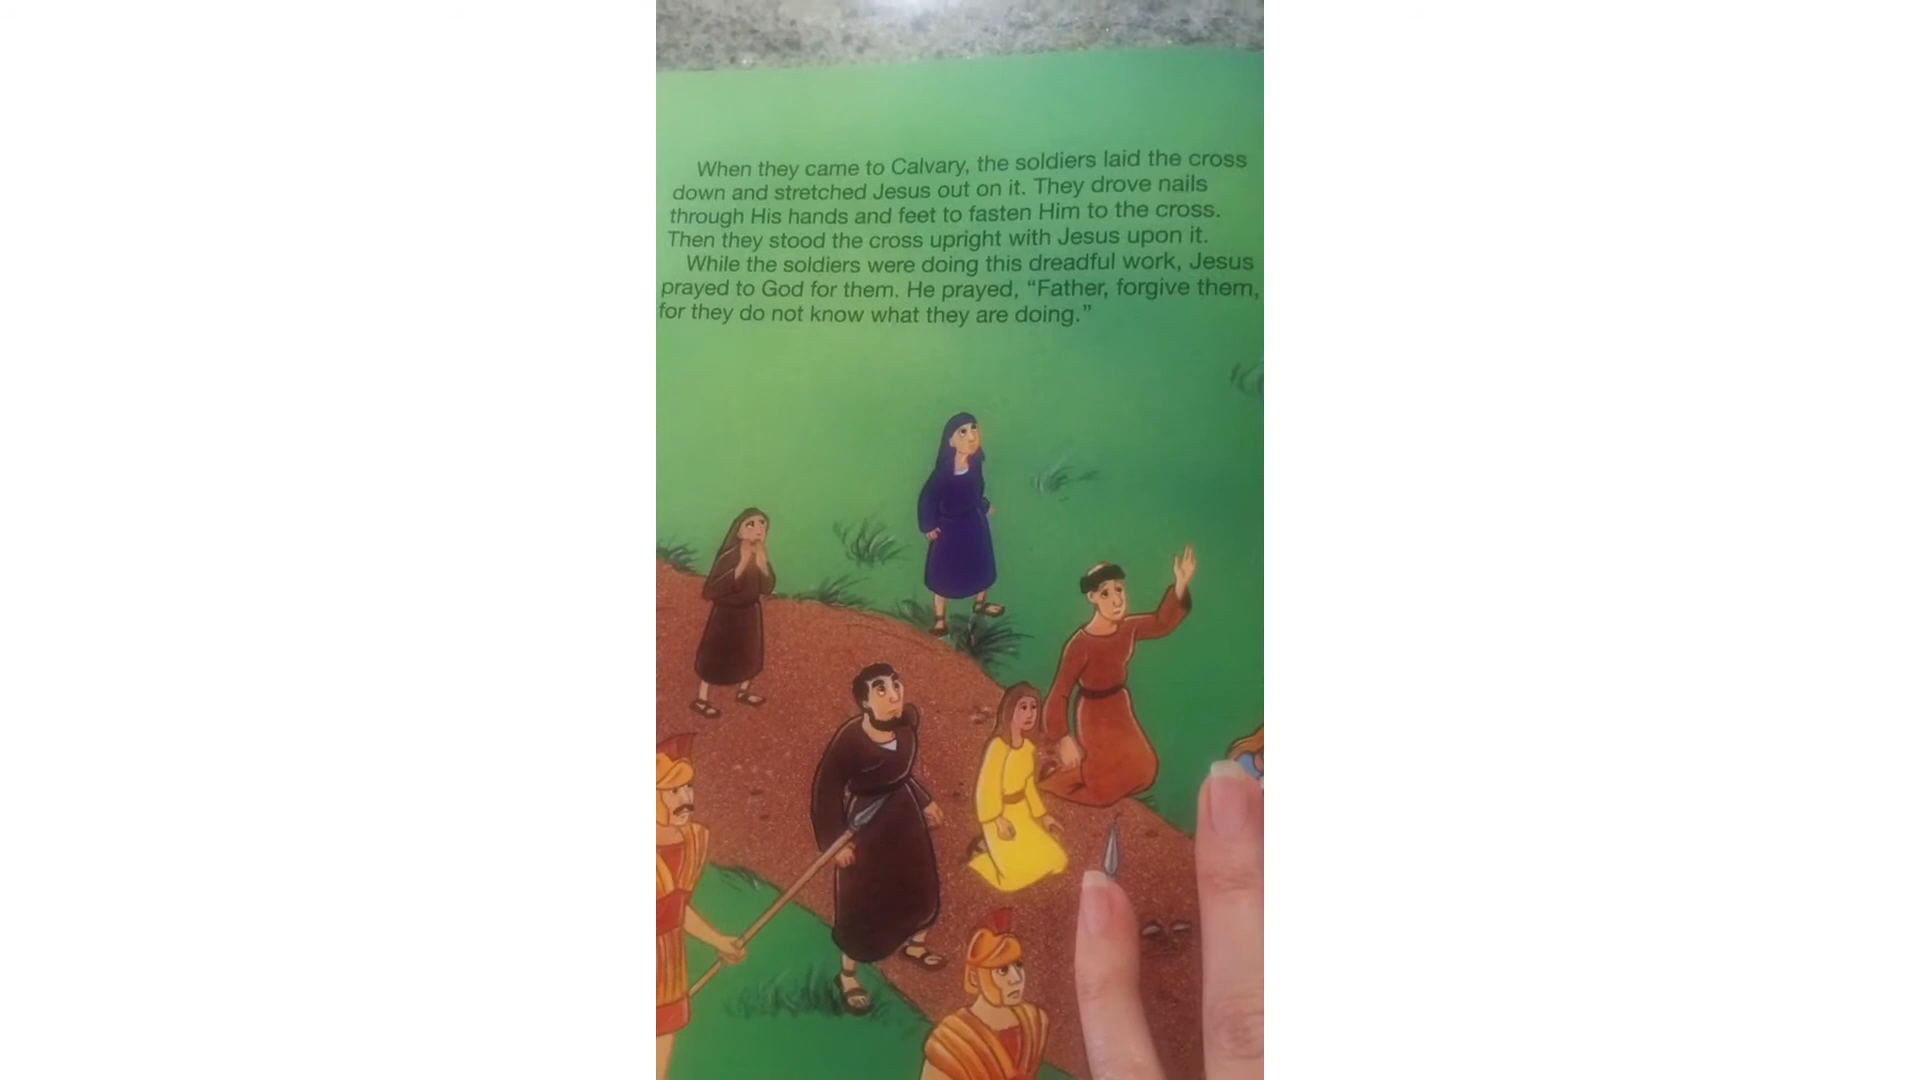 When they came to Calvary, the soldiers laid the cross
down and stretched Jesus out on it. They drove nails
through His hands and feet to fasten Him to the cross.
Then they stood the cross upright with Jesus upon it.
While the soldiers were doing this dreadful work, Jesus
prayed to God for them. He prayed, “Father, forgive them,
for they do not know what they are doing.”